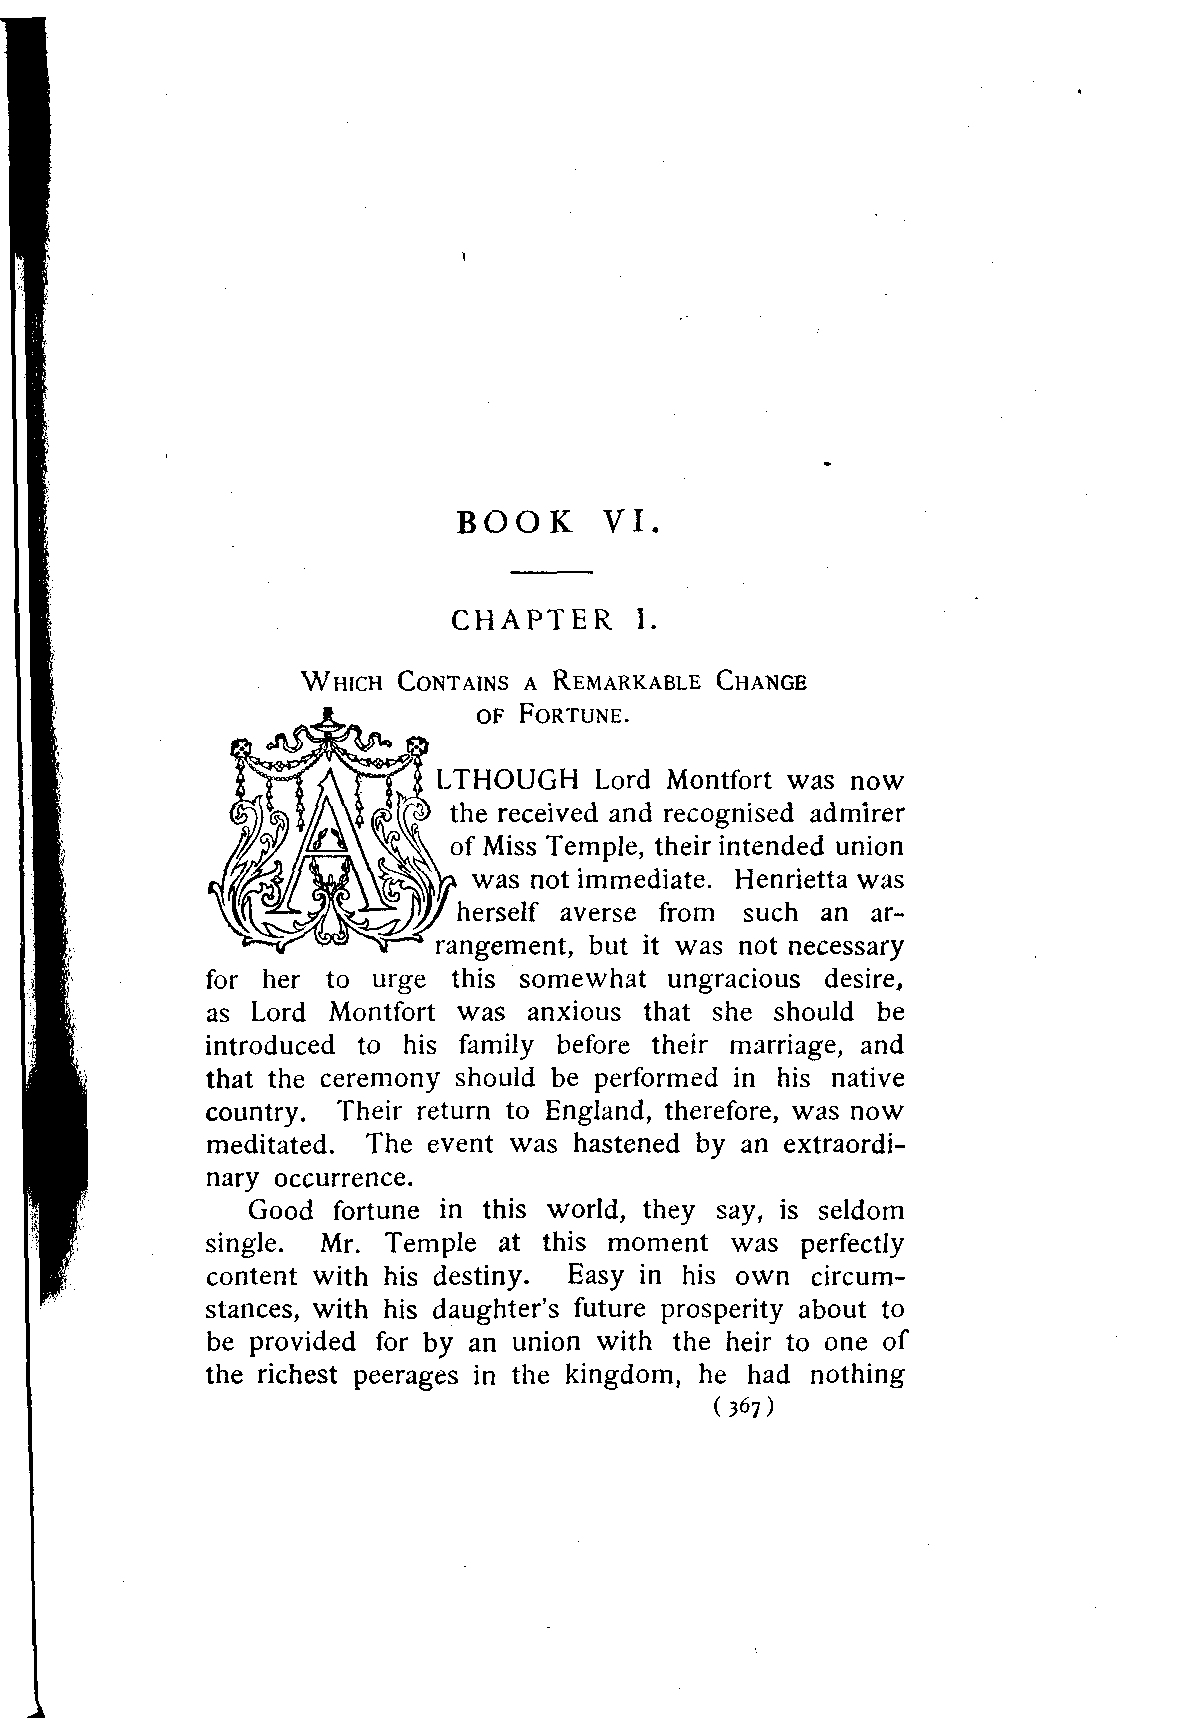 BOOK VI.
CHAPTER I.
WHICH CONTAINS A REMARKABLE CHANGE
OF FORTUNE.
ALTHOUGH Lord Montfort was now
the received and recognised admirer
of Miss Temple, their intended union
was not immediate. Henrietta was
herself averse from such an ar-
rangement, but it was not necessary
for her to urge this somewhat ungracious desire,
as Lord Montfort was anxious that she should be
introduced to his family before their marriage, and
that the ceremony should be performed in his native
country. Their return to England, therefore, was now
meditated. The event was hastened by an extraordi-
nary occurrence.
Good fortune in this world, they say, is seldom
single. Mr. Temple at this moment was perfectly
content with his destiny. Easy in his own circum-
stances, with his daughter's future prosperity about to
be provided for by an union with the heir to one of
the richest peerages in the kingdom, he had nothing
(367)